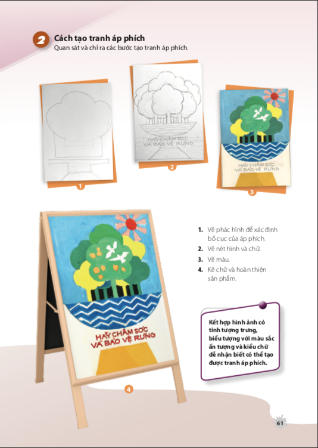 2
Cách tạo tranh áp phích
Quan sát và chỉ ra các bước tạo tranh áp phích.
HÃY CHĂM SÓC
VÀ BẢO VỆ RỪNG
1
2
HÃY CHĂM SÓC
VÀ BẢO VỆ RỪNG
3
1. Vẽ phác hình để xác định
bố cục của áp phích.
2. Vẽ nét hình và chữ.
3. Vẽ màu.
4. Kẻ chữ và hoàn thiện
sản phẩm.
HÃY CHĂM SÓC
VÀ BẢO VỆ RỪNG
4
Kết hợp hình ảnh có
tính tượng trưng,
biểu tượng với màu sắc
ấn tượng và kiểu chữ
dễ nhận biết có thể tạo
được tranh áp phích.
61